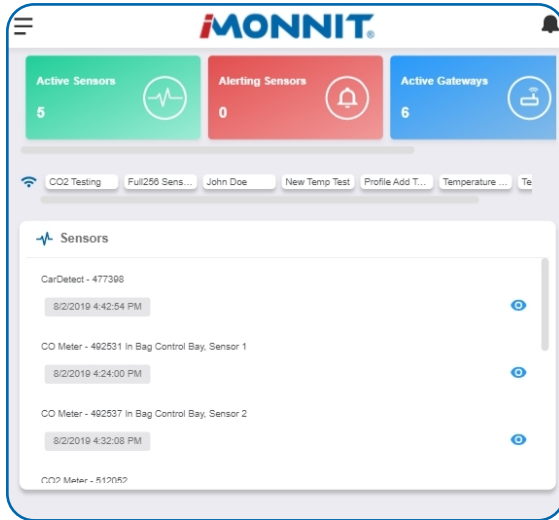 iMONNIT®
Active Sensors
5
Alerting Sensors
0
Active Gateways
6
CO2 Testing Full256 Sens... John Doe New Temp Test Profile Add T... Temperature ... Te
Sensors
CarDetect - 477398
8/2/2019 4:42:54 PM
CO Meter - 492531 In Bag Control Bay, Sensor 1
8/2/2019 4:24:00 PM
CO Meter - 492537 In Bag Control Bay, Sensor 2
8/2/2019 4:32:08 PM
CO2 Meter - 512052